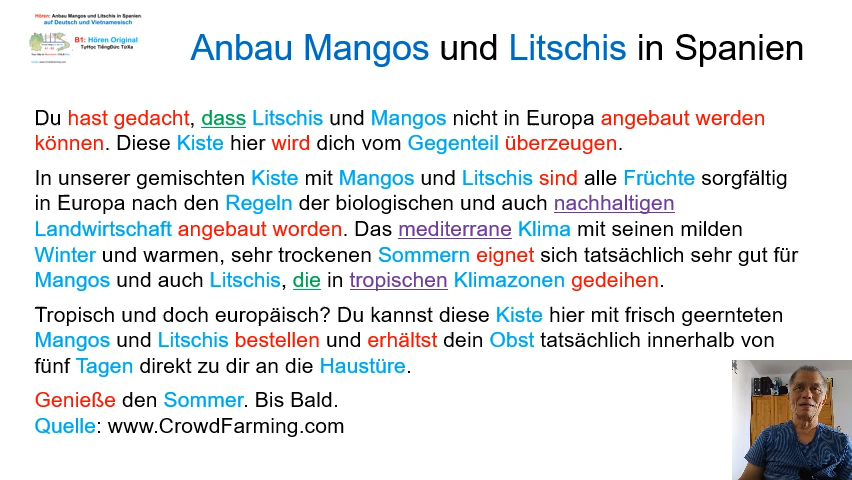 Hören: Anbau Mangos und Litschis in Spanien
auf Deutsch und Vietnamesisch
B1: Hören Original
TựHọc TiếngĐức TừXa
Anbau Mangos und Litschis in Spanien
Du hast gedacht, dass Litschis und Mangos nicht in Europa angebaut werden
können. Diese Kiste hier wird dich vom Gegenteil überzeugen.
In unserer gemischten Kiste mit Mangos und Litschis sind alle Früchte sorgfältig
in Europa nach den Regeln der biologischen und auch nachhaltigen
Landwirtschaft angebaut worden. Das mediterrane Klima mit seinen milden
Winter und warmen, sehr trockenen Sommern eignet sich tatsächlich sehr gut für
Mangos und auch Litschis, die in tropischen Klimazonen gedeihen.
Tropisch und doch europäisch? Du kannst diese Kiste hier mit frisch geernteten
Mangos und Litschis bestellen und erhältst dein Obst tatsächlich innerhalb von
fünf Tagen direkt zu dir an die Haustüre.
Genieße den Sommer. Bis Bald.
Quelle: www.CrowdFarming.com